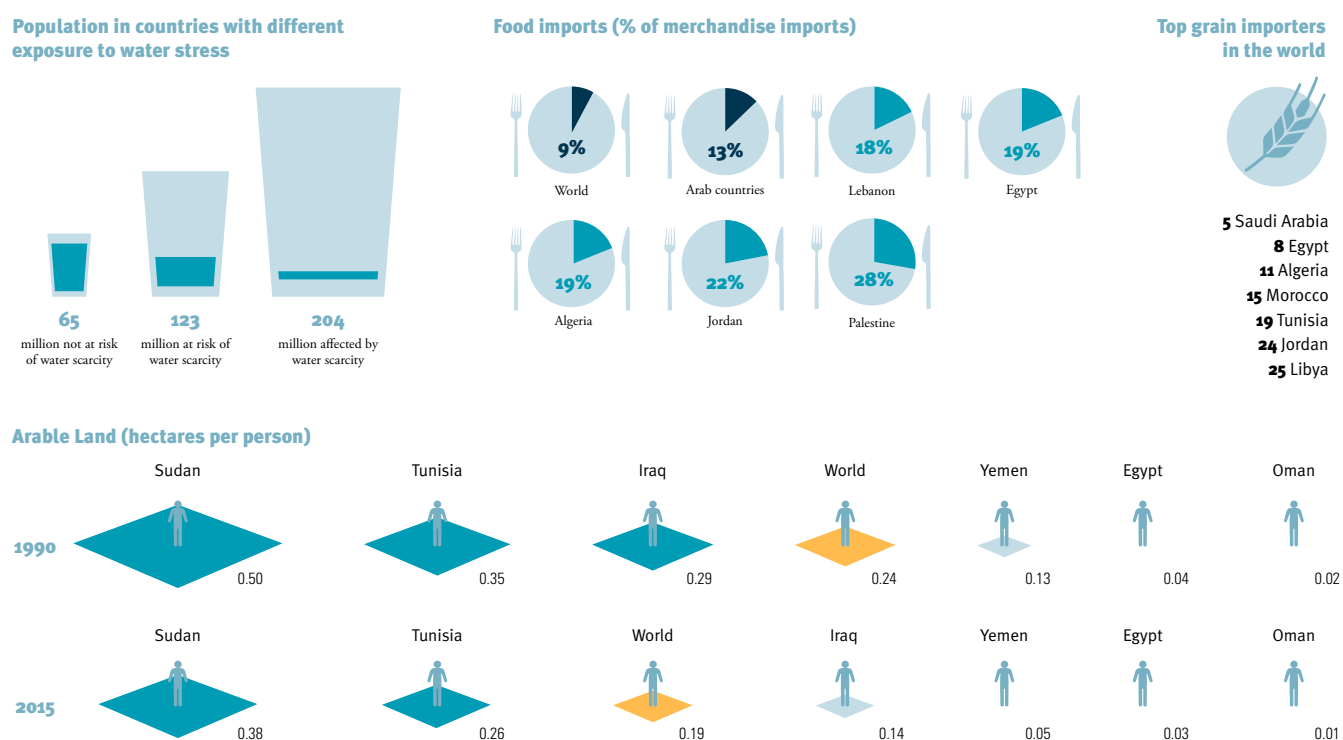 Population in countries with different
exposure to water stress
65
million not at risk
of water scarcity
123
million at risk of
water scarcity
204
million affected by
water scarcity
Food imports (% of merchandise imports)
9%
World
13%
Arab countries
18%
Lebanon
19%
Egypt
19%
Algeria
22%
Jordan
28%
Palestine
Top grain importers
in the world
5 Saudi Arabia
8 Egypt
11 Algeria
15 Morocco
19 Tunisia
24 Jordan
25 Libya
Arable Land (hectares per person)
Sudan Tunisia Iraq World Yemen Egypt Oman
1990
0.50 0.35 0.29 0.24 0.13 0.04 0.02
Sudan Tunisia World Iraq Yemen Egypt Oman
2015
0.38 0.26 0.19 0.14 0.05 0.03 0.01